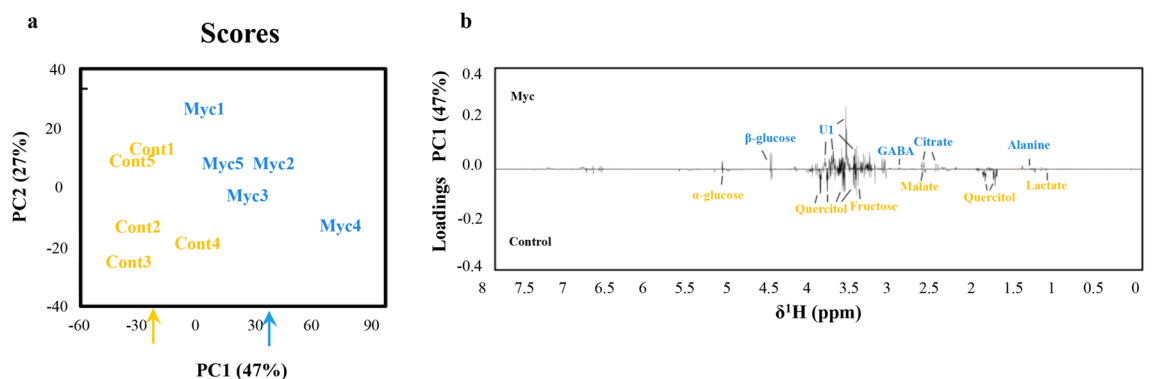 a
Scores
PC2 (27%)
40
20
0
-20
-40
Myc1
Cont1
Cont5
Myc5 Myc2
Myc3
Cont2
Myc4
Cont4
Cont3
-60 -30 0 30 60 90
PC1 (47%)
b
Loadings PC1 (47%)
0.4
0.2
0.0
-0.2
-0.4
Myc
U1
β-glucose
GABA
Citrate
Alanine
α-glucose
Quercitol
Fructose
Malate
Quercitol
Lactate
Control
8 7.5 7 6.5 6 5.5 5 4.5 4 3.5 3 2.5 2 1.5 1 0.5 0
δ¹H (ppm)